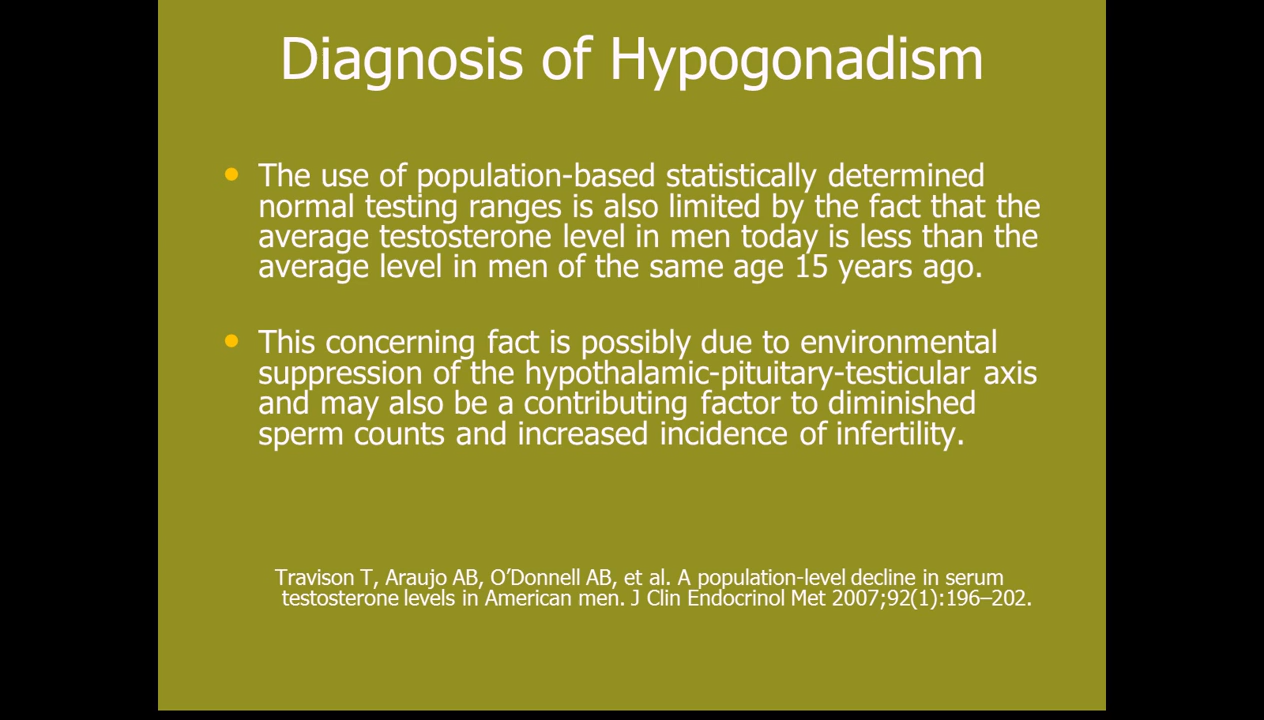 Diagnosis of Hypogonadism
• The use of population-based statistically determined
normal testing ranges is also limited by the fact that the
average testosterone level in men today is less than the
average level in men of the same age 15 years ago.
• This concerning fact is possibly due to environmental
suppression of the hypothalamic-pituitary-testicular axis
and may also be a contributing factor to diminished
sperm counts and increased incidence of infertility.
Travison T, Araujo AB, O’Donnell AB, et al. A population-level decline in serum
testosterone levels in American men. J Clin Endocrinol Met 2007;92(1):196–202.